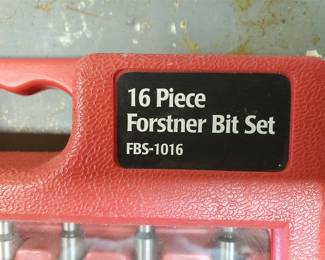 16 Piece
Forstner Bit Set
FBS-1016